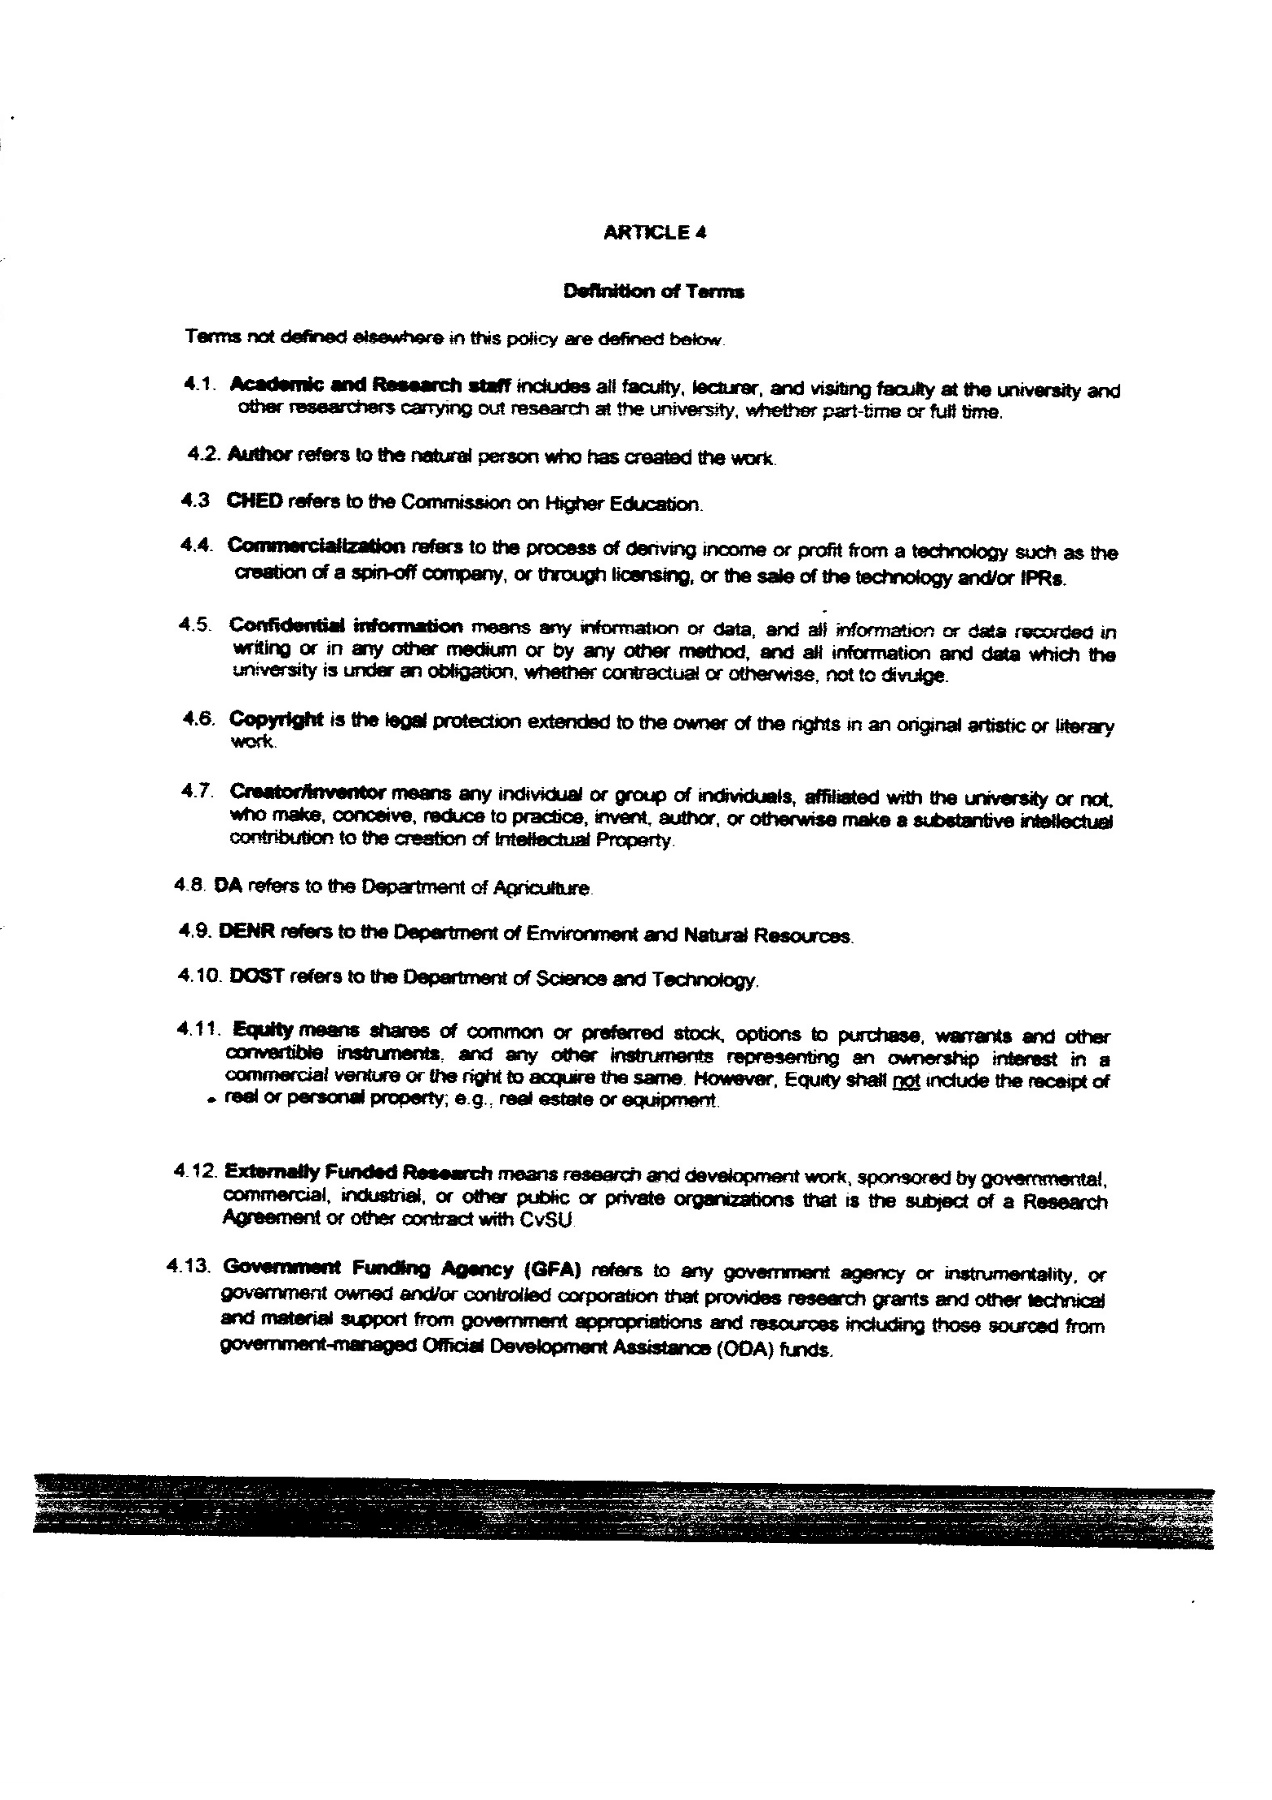 ARTICLE 4
Definition of Terms
Terms not defined elsewhere in this policy are defined below.
4.1. Academic and Research staff includes all faculty, lecturer, and visiting faculty at the university and
other researchers carrying out research at the university, whether part-time or full time.
4.2. Author refers to the natural person who has created the work.
4.3 CHED refers to the Commission on Higher Education.
4.4. Commercialization refers to the process of deriving income or profit from a technology such as the
creation of a spin-off company, or through licensing, or the sale of the technology and/or IPRs.
4.5. Confidential information means any information or data, and all information or data recorded in
writing or in any other medium or by any other method, and all information and data which the
university is under an obligation, whether contractual or otherwise, not to divulge.
4.6. Copyright is the legal protection extended to the owner of the rights in an original artistic or literary
work.
4.7. Creator/Inventor means any individual or group of individuals, affiliated with the university or not,
who make, conceive, reduce to practice, invent, author, or otherwise make a substantive intellectual
contribution to the creation of Intellectual Property.
4.8. DA refers to the Department of Agriculture.
4.9. DENR refers to the Department of Environment and Natural Resources.
4.10. DOST refers to the Department of Science and Technology.
4.11. Equity means shares of common or preferred stock, options to purchase, warrants and other
convertible instruments, and any other instruments representing an ownership interest in a
commercial venture or the right to acquire the same. However, Equity shall not include the receipt of
real or personal property; e.g., real estate or equipment.
4.12. Externally Funded Research means research and development work, sponsored by governmental,
commercial, industrial, or other public or private organizations that is the subject of a Research
Agreement or other contract with CvSU.
4.13. Government Funding Agency (GFA) refers to any government agency or instrumentality, or
government owned and/or controlled corporation that provides research grants and other technical
and material support from government appropriations and resources including those sourced from
government-managed Official Development Assistance (ODA) funds.